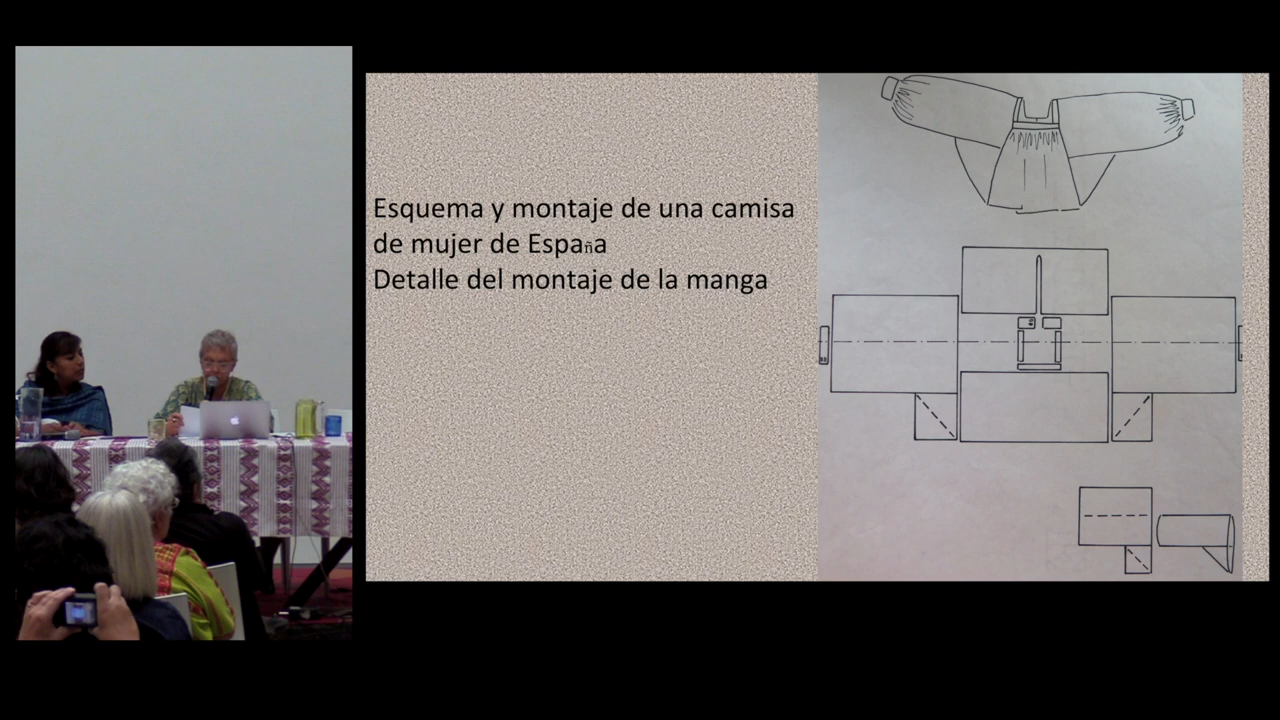 Esquema y montaje de una camisa
de mujer de España
Detalle del montaje de la manga